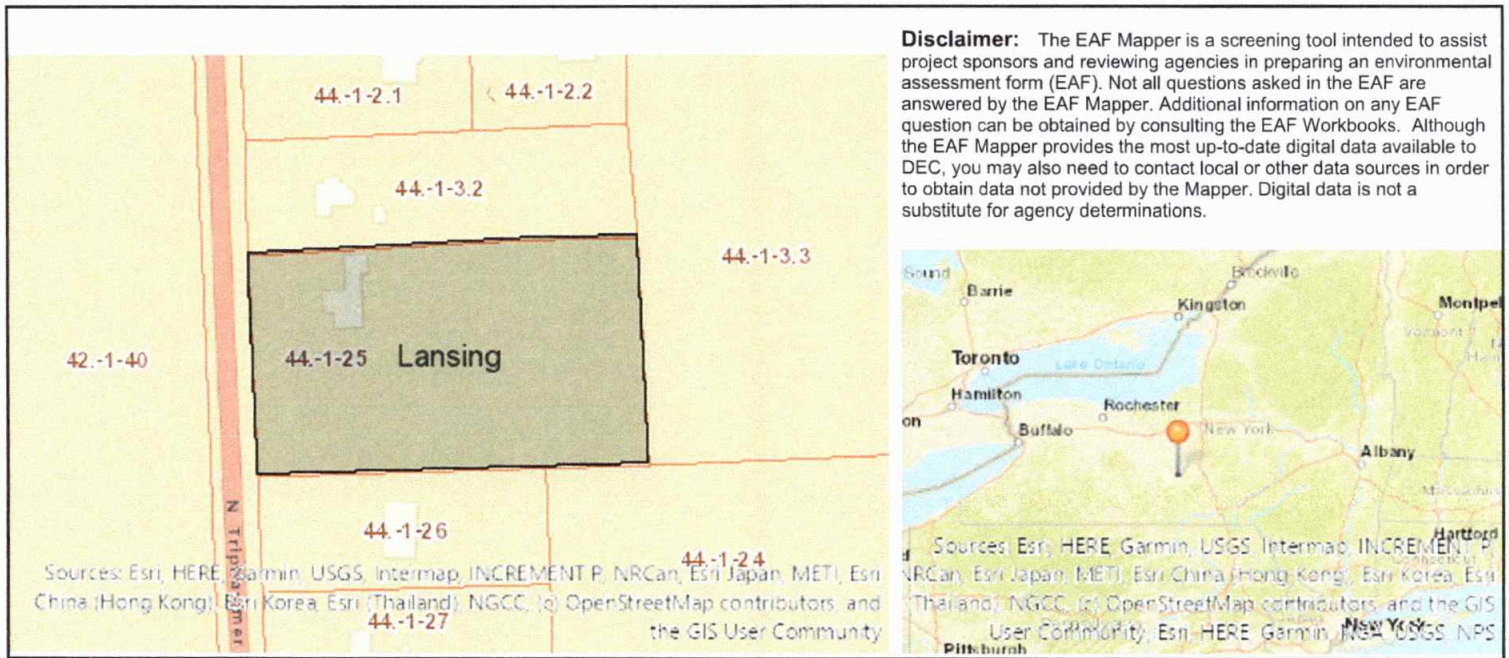 Disclaimer: The EAF Mapper is a screening tool intended to assist
project sponsors and reviewing agencies in preparing an environmental
assessment form (EAF). Not all questions asked in the EAF are
answered by the EAF Mapper. Additional information on any EAF
question can be obtained by consulting the EAF Workbooks. Although
the EAF Mapper provides the most up-to-date digital data available to
DEC, you may also need to contact local or other data sources in order
to obtain data not provided by the Mapper. Digital data is not a
substitute for agency determinations.
44.-1-2.1
44.-1-2.2
44.-1-3.2
44.-1-3.3
42.-1-40
44.-1-25
Lansing
44.-1-26
44.-1-24
44.-1-27
Sources: Esri, HERE, Garmin, USGS, Intermap, INCREMENT P, NRCan, Esri Japan, METI, Esri
China (Hong Kong), Esri Korea, Esri (Thailand), NGCC, (c) OpenStreetMap contributors, and
the GIS User Community
Sound
Barrie
Brockville
Kingston
Montpel
Vermont
Toronto
Lake Ontario
Hamilton
Rochester
on
Buffalo
New York
Albany
Hartford
Sources: Esri, HERE, Garmin, USGS, Intermap, INCREMENT P,
NRCan, Esri Japan, METI, Esri China (Hong Kong), Esri Korea, Esri
(Thailand), NGCC, (c) OpenStreetMap contributors, and the GIS
User Community, Esri, HERE, Garmin, NGA, USGS, NPS
New York
Pittsburgh